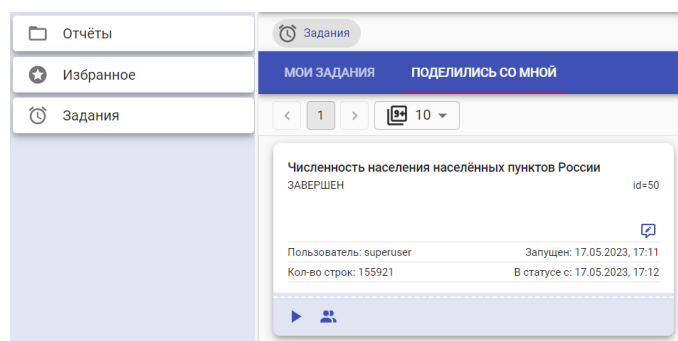 Отчёты
Избранное
Задания
Задания
МОИ ЗАДАНИЯ ПОДЕЛИЛИСЬ СО МНОЙ
1 9+ 10
Численность населения населённых пунктов России
ЗАВЕРШЕН id=50
Пользователь: superuser Запущен: 17.05.2023, 17:11
Кол-во строк: 155921 В статусе с: 17.05.2023, 17:12